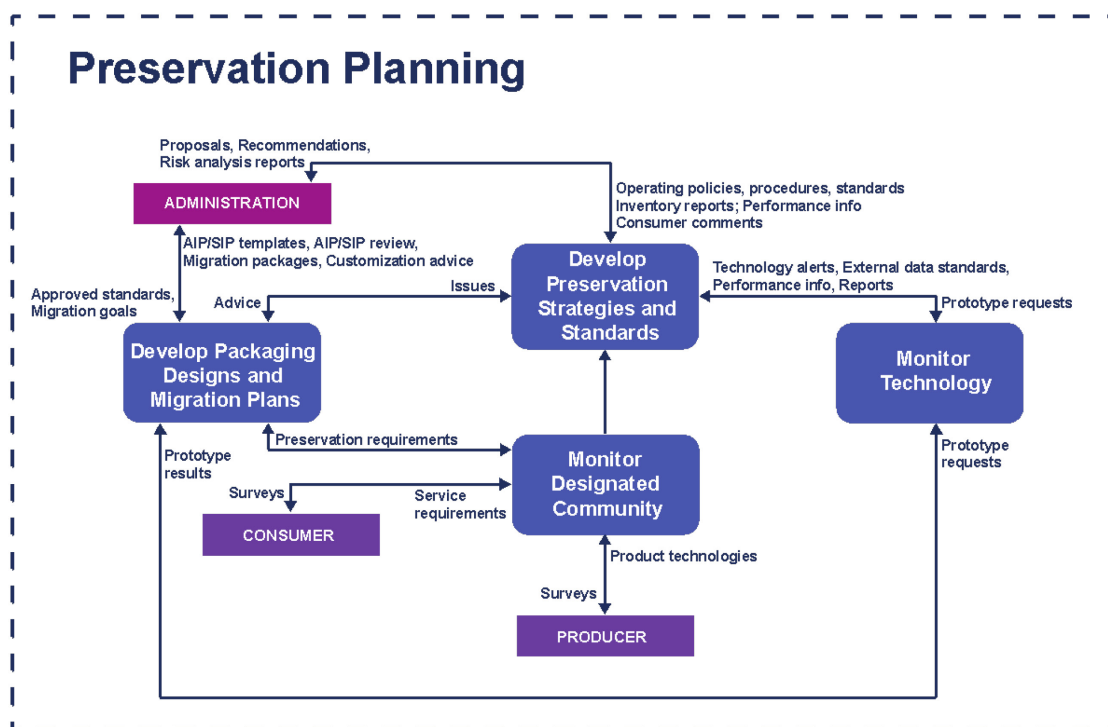 Preservation Planning
Proposals, Recommendations,
Risk analysis reports
ADMINISTRATION
Operating policies, procedures, standards
Inventory reports; Performance info
Consumer comments
AIP/SIP templates, AIP/SIP review,
Migration packages, Customization advice
Develop
Preservation
Strategies and
Standards
Technology alerts, External data standards,
Performance info, Reports
Approved standards,
Migration goals
Advice
Issues
Prototype requests
Develop Packaging
Designs and
Migration Plans
Monitor
Technology
Preservation requirements
Prototype
results
Monitor
Designated
Community
Prototype
requests
Surveys
Service
requirements
CONSUMER
Product technologies
Surveys
PRODUCER